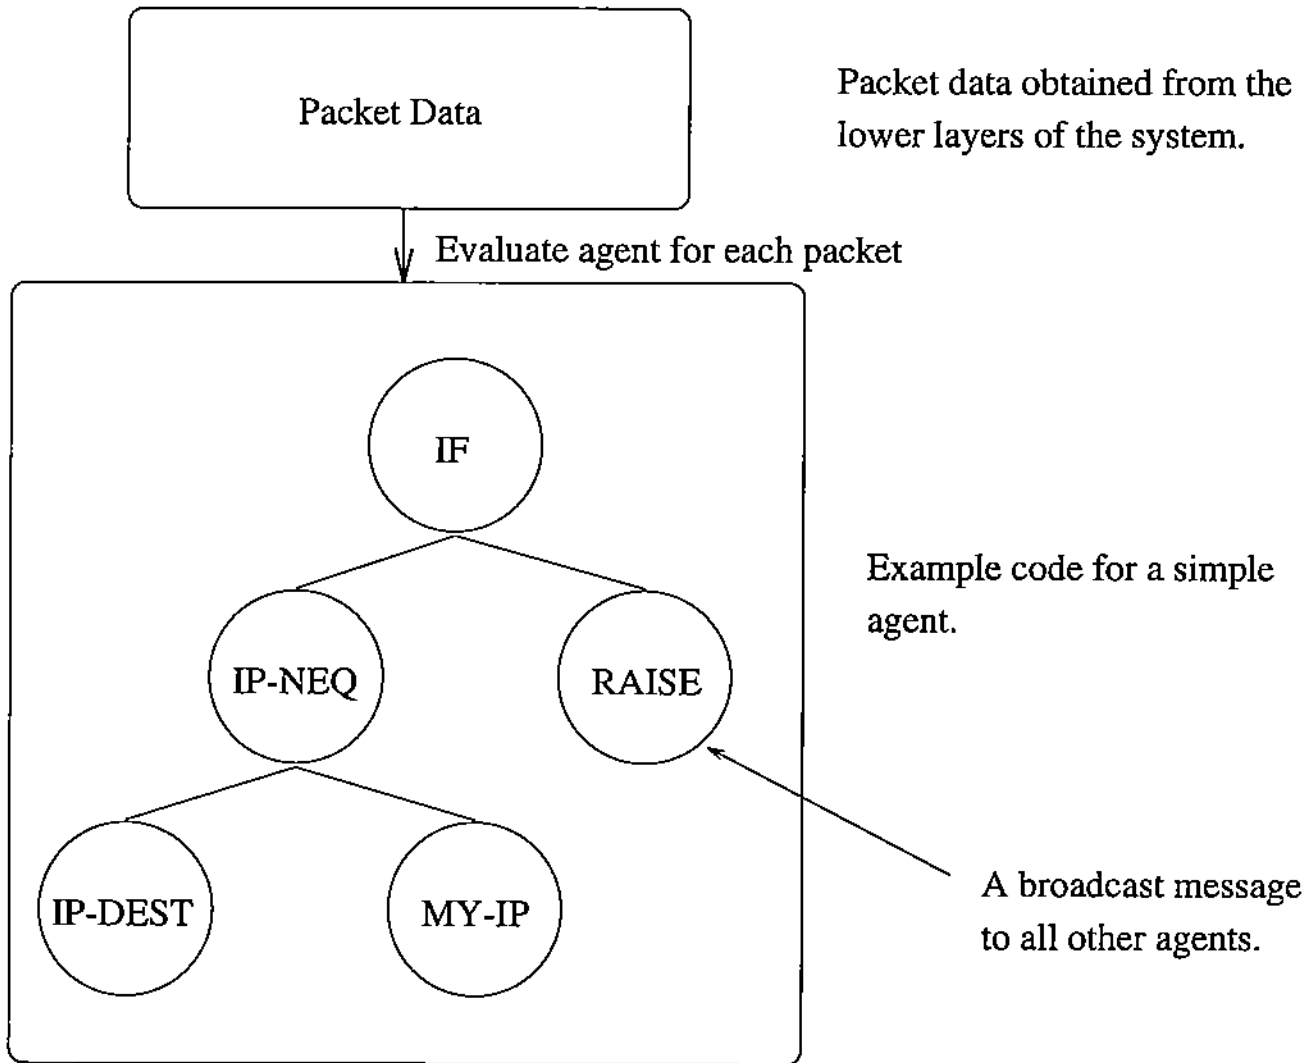 Packet Data
Packet data obtained from the
lower layers of the system.
Evaluate agent for each packet
IF
Example code for a simple
agent.
IP-NEQ
RAISE
IP-DEST
MY-IP
A broadcast message
to all other agents.